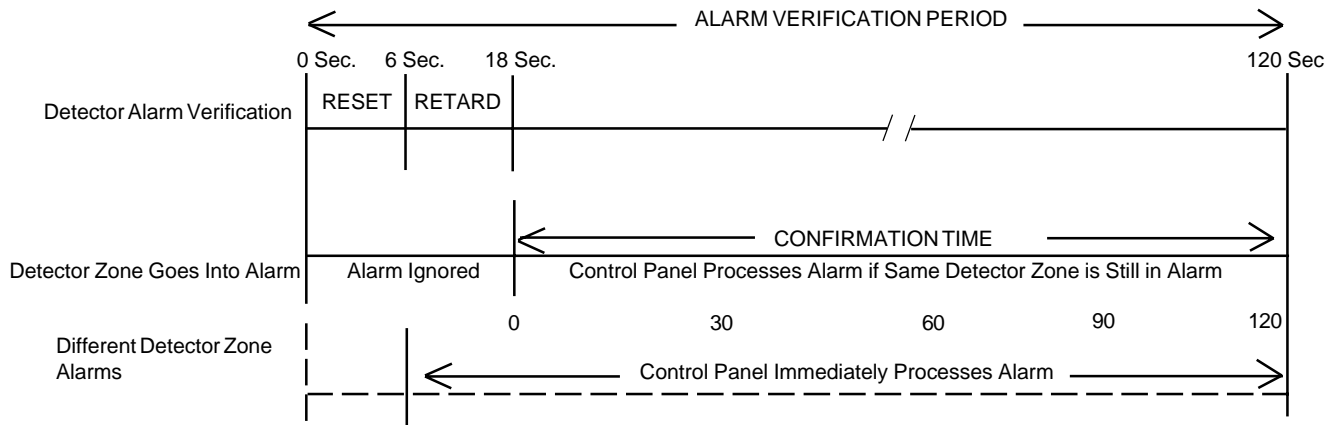 ALARM VERIFICATION PERIOD
0 Sec. 6 Sec. 18 Sec. 120 Sec
Detector Alarm Verification RESET RETARD
CONFIRMATION TIME
Detector Zone Goes Into Alarm Alarm Ignored Control Panel Processes Alarm if Same Detector Zone is Still in Alarm
0 30 60 90 120
Different Detector Zone
Alarms
Control Panel Immediately Processes Alarm